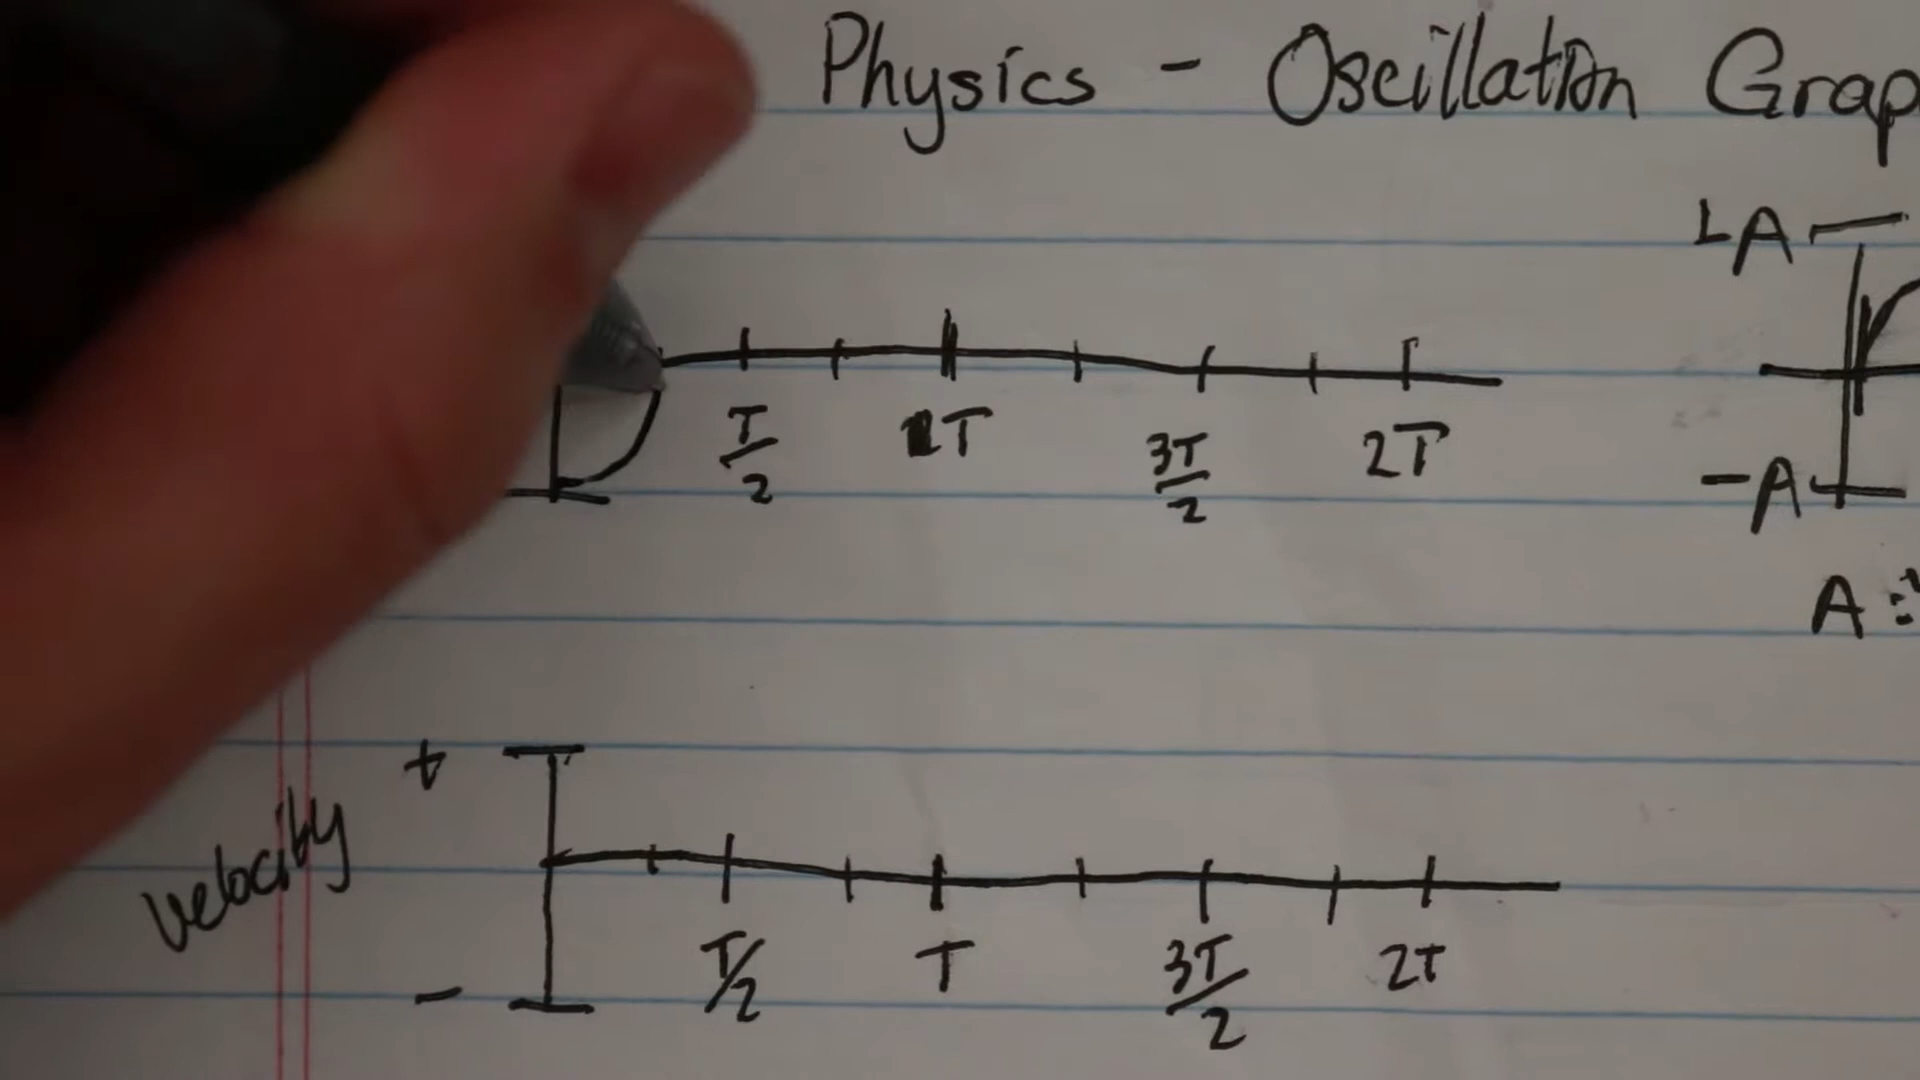 Physics - Oscillation Grap
+A
T/2 T 3T/2 2T
-A
A =
+
velocity
-
T/2 T 3T/2 2T